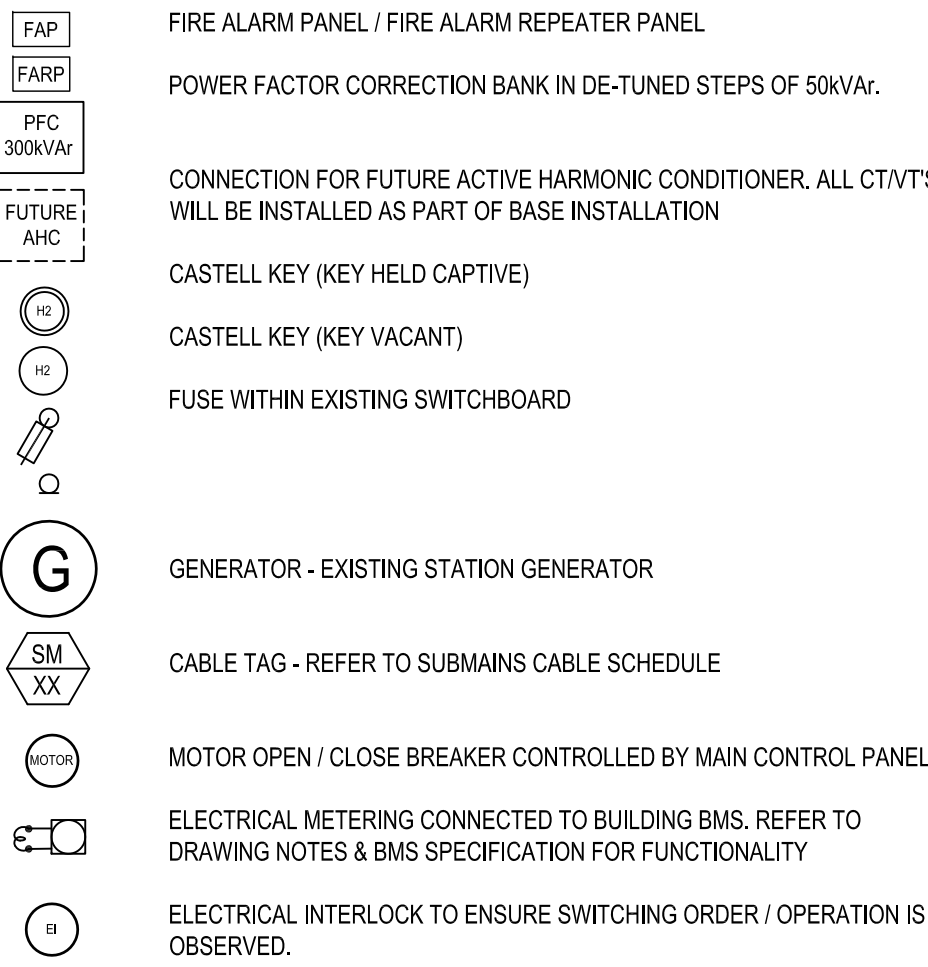 FAP
FIRE ALARM PANEL / FIRE ALARM REPEATER PANEL
FARP
POWER FACTOR CORRECTION BANK IN DE-TUNED STEPS OF 50kVAr.
PFC
300kVAr
CONNECTION FOR FUTURE ACTIVE HARMONIC CONDITIONER. ALL CT/VT'S
WILL BE INSTALLED AS PART OF BASE INSTALLATION
FUTURE
AHC
CASTELL KEY (KEY HELD CAPTIVE)
H2
CASTELL KEY (KEY VACANT)
H2
FUSE WITHIN EXISTING SWITCHBOARD
G
GENERATOR - EXISTING STATION GENERATOR
SM
XX
CABLE TAG - REFER TO SUBMAINS CABLE SCHEDULE
MOTOR
MOTOR OPEN / CLOSE BREAKER CONTROLLED BY MAIN CONTROL PANEL
ELECTRICAL METERING CONNECTED TO BUILDING BMS. REFER TO
DRAWING NOTES & BMS SPECIFICATION FOR FUNCTIONALITY
EI
ELECTRICAL INTERLOCK TO ENSURE SWITCHING ORDER / OPERATION IS
OBSERVED.